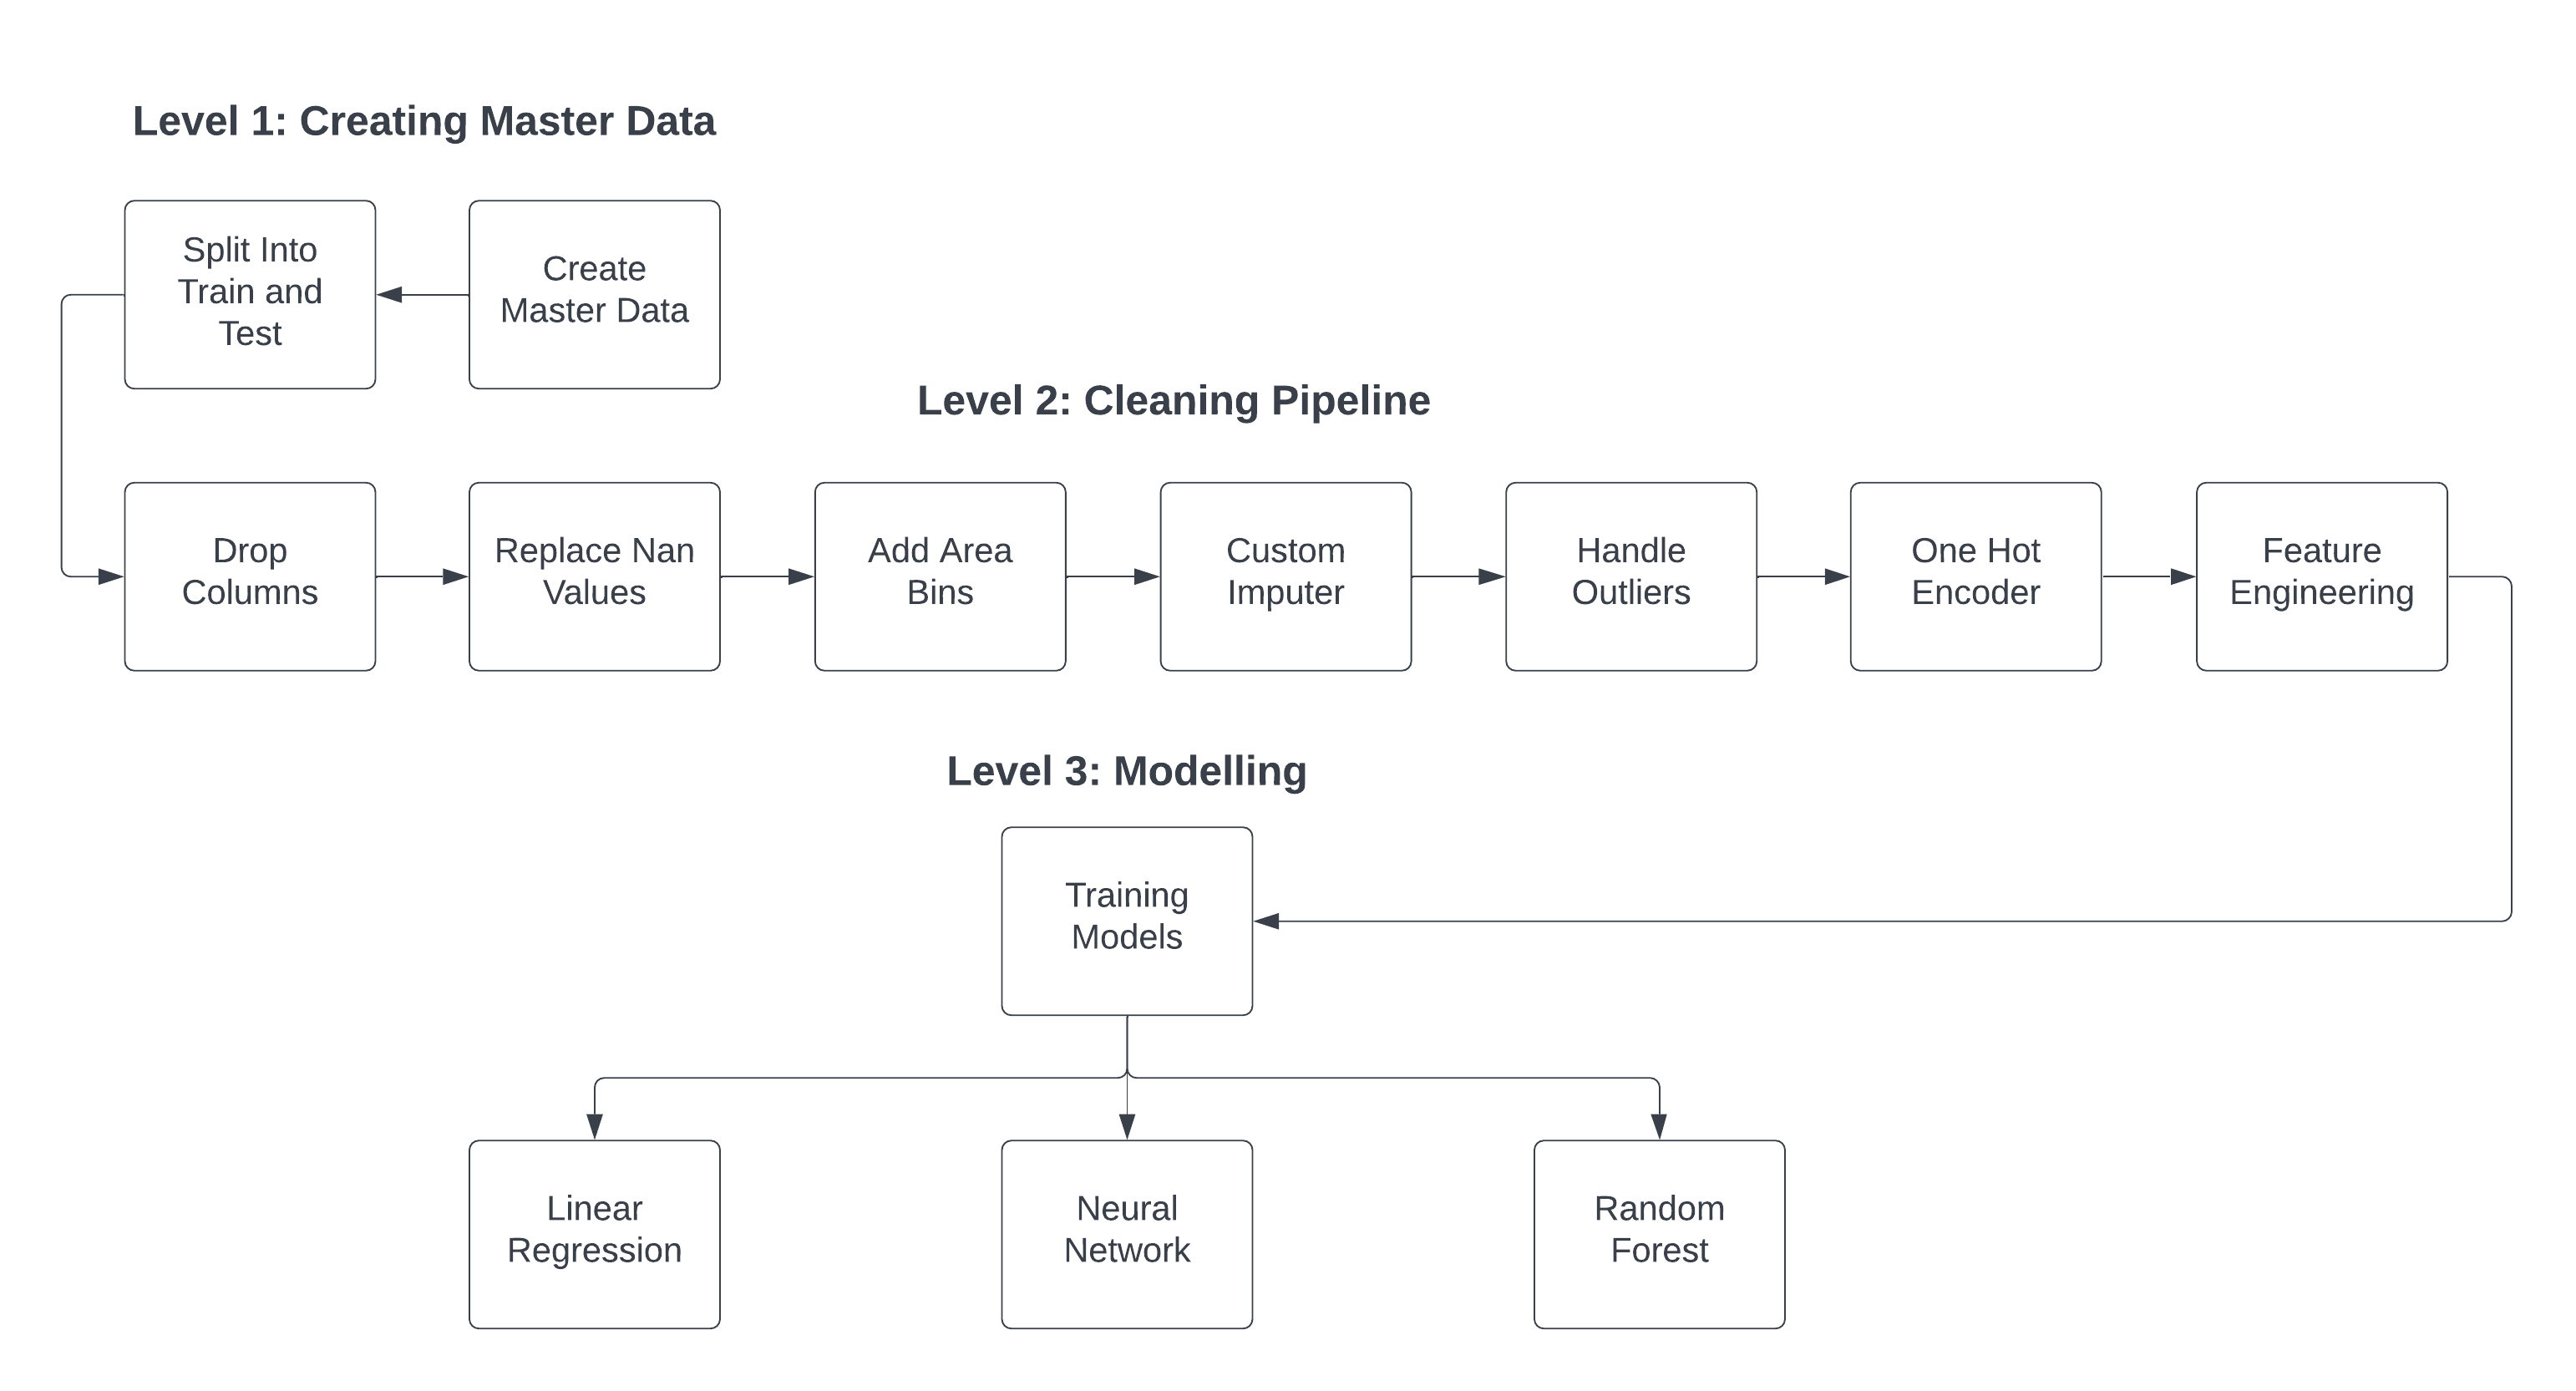 Level 1: Creating Master Data
Split Into
Train and
Test
Create
Master Data
Level 2: Cleaning Pipeline
Drop
Columns
Replace Nan
Values
Add Area
Bins
Custom
Imputer
Handle
Outliers
One Hot
Encoder
Feature
Engineering
Level 3: Modelling
Training
Models
Linear
Regression
Neural
Network
Random
Forest